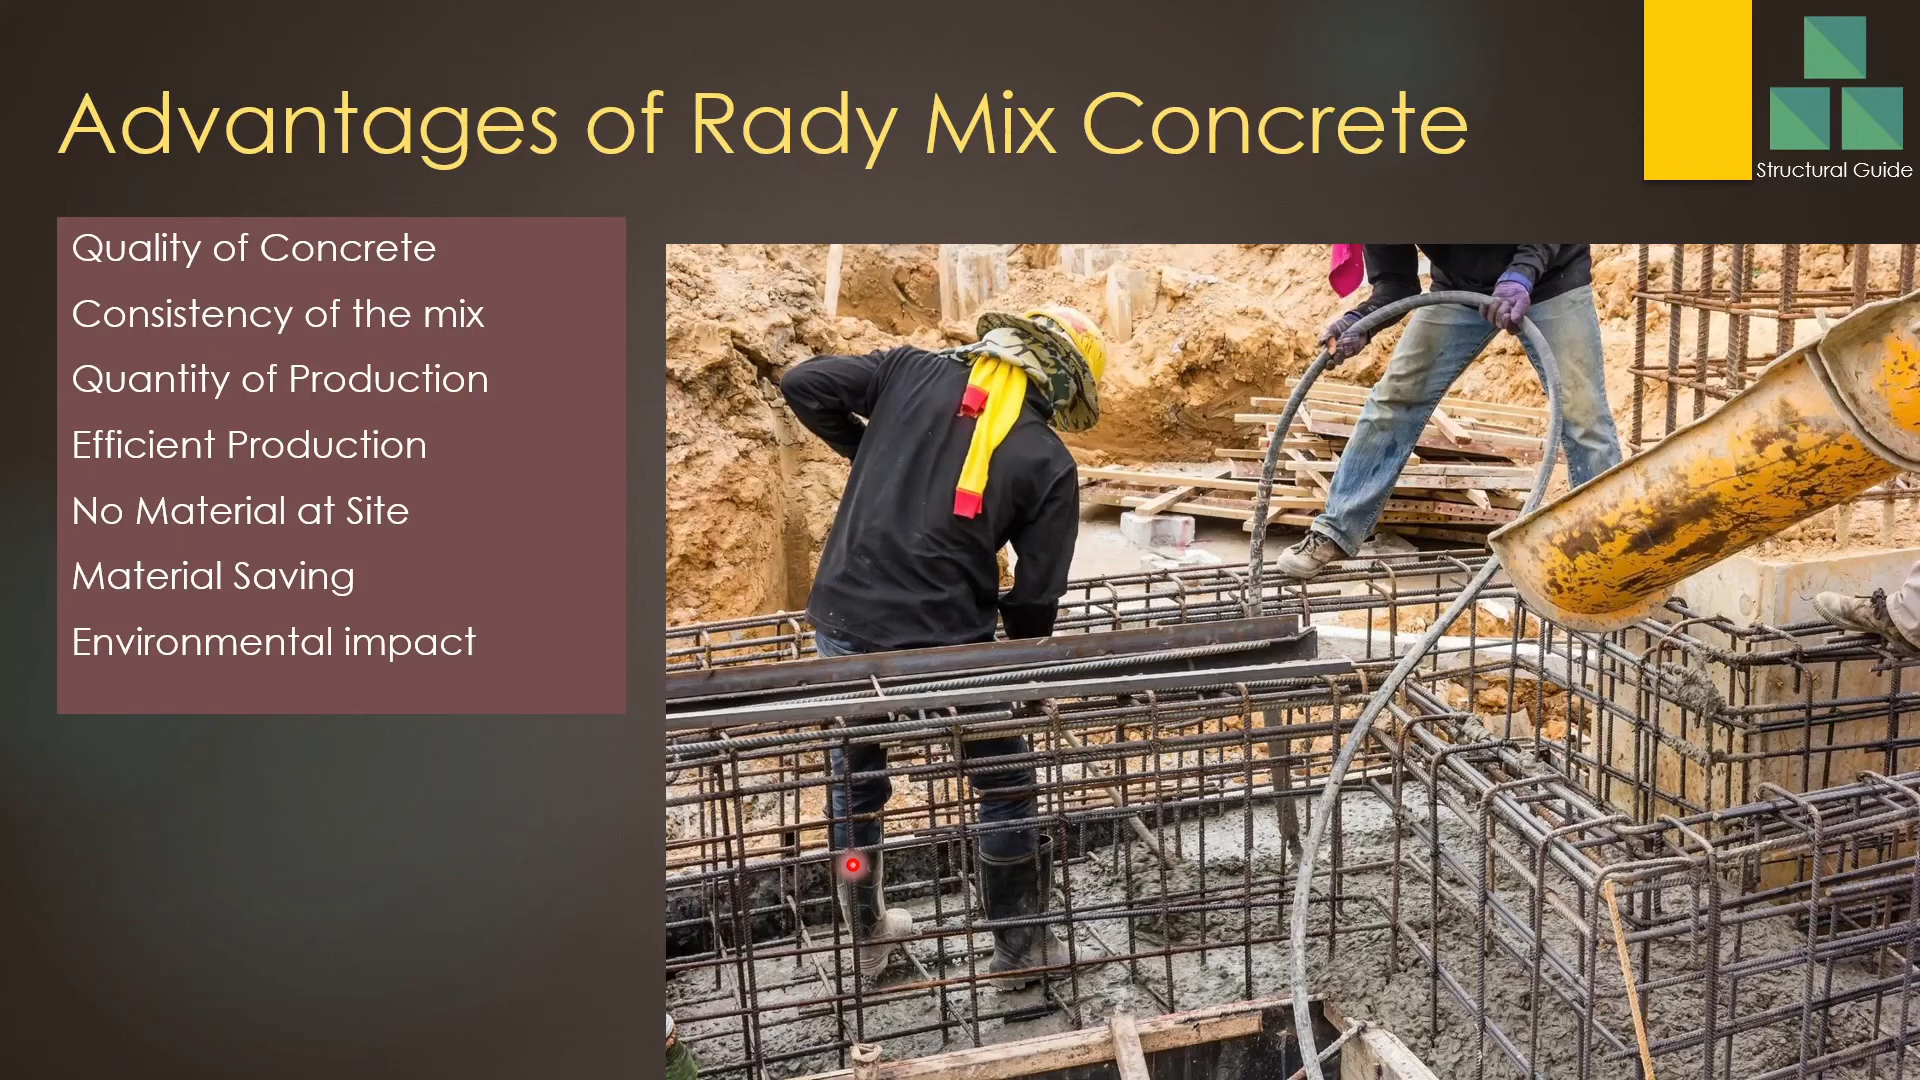 Advantages of Rady Mix Concrete
Structural Guide
Quality of Concrete
Consistency of the mix
Quantity of Production
Efficient Production
No Material at Site
Material Saving
Environmental impact